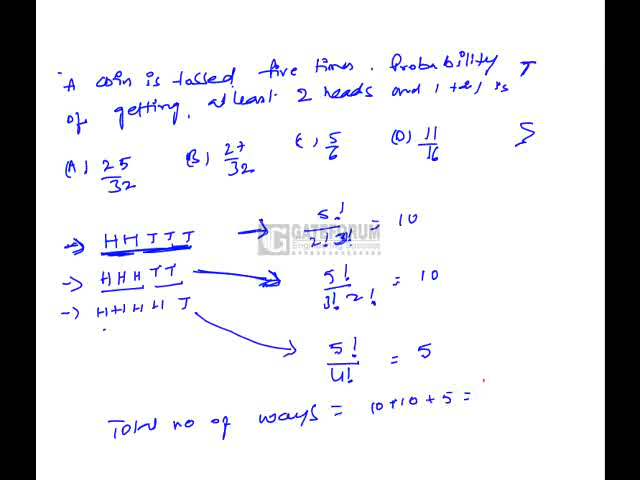 A coin is tossed five times. Probability
of getting atleast 2 heads and 1 tail is
(A) 25/32 (B) 27/32 (C) 5/6 (D) 11/16
→ HHTTT → 5!/2!3! = 10
GATEFORUM
→ HHHTT → 5!/3!2! = 10
→ HHHHT → 5!/4! = 5
Total no of ways = 10+10+5 =